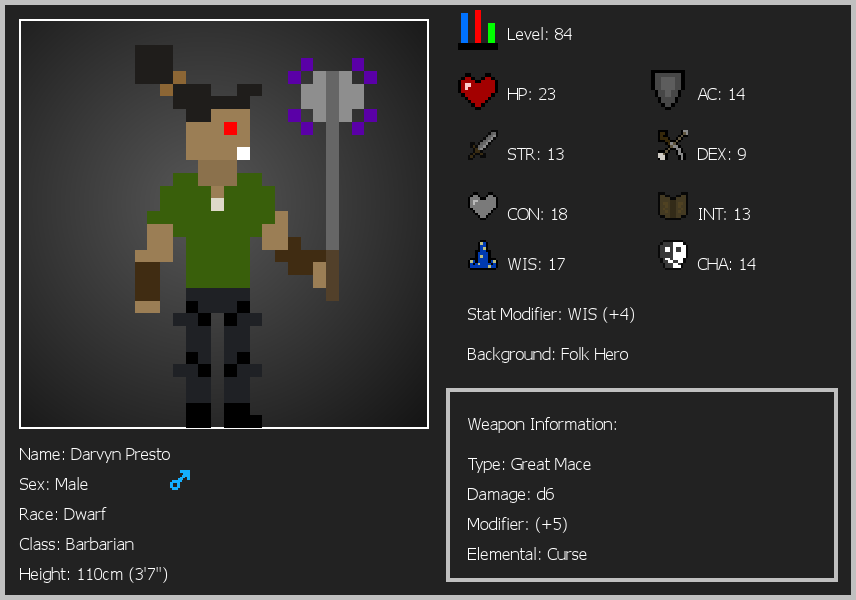 Level: 84
HP: 23
AC: 14
STR: 13
DEX: 9
CON: 18
INT: 13
WIS: 17
CHA: 14
Stat Modifier: WIS (+4)
Background: Folk Hero
Weapon Information:
Type: Great Mace
Damage: d6
Modifier: (+5)
Elemental: Curse
Name: Darvyn Presto
Sex: Male
Race: Dwarf
Class: Barbarian
Height: 110cm (3'7")